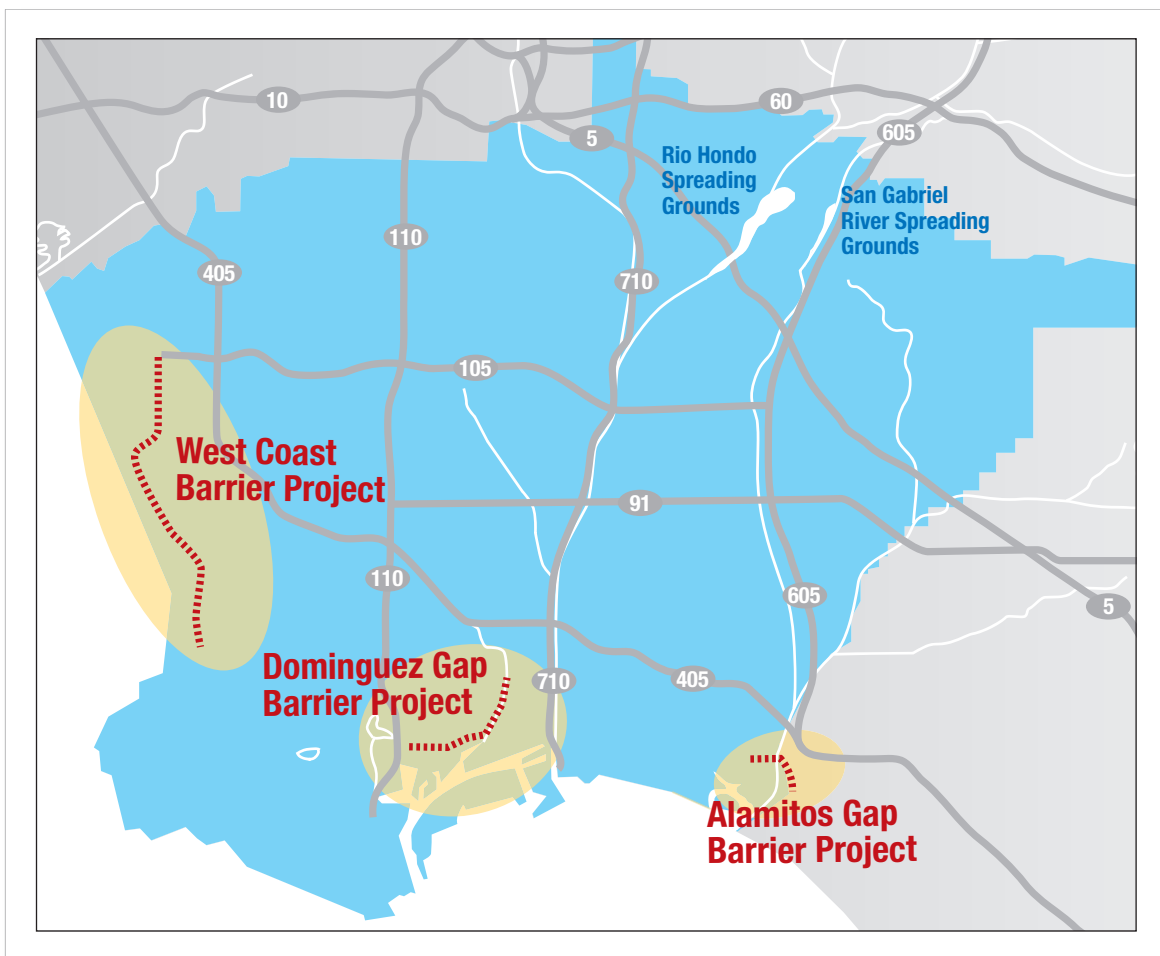 10
60
5
605
Rio Hondo
Spreading
Grounds
San Gabriel
River Spreading
Grounds
110
405
710
105
West Coast
Barrier Project
91
110
605
5
Dominguez Gap
Barrier Project
710
405
Alamitos Gap
Barrier Project